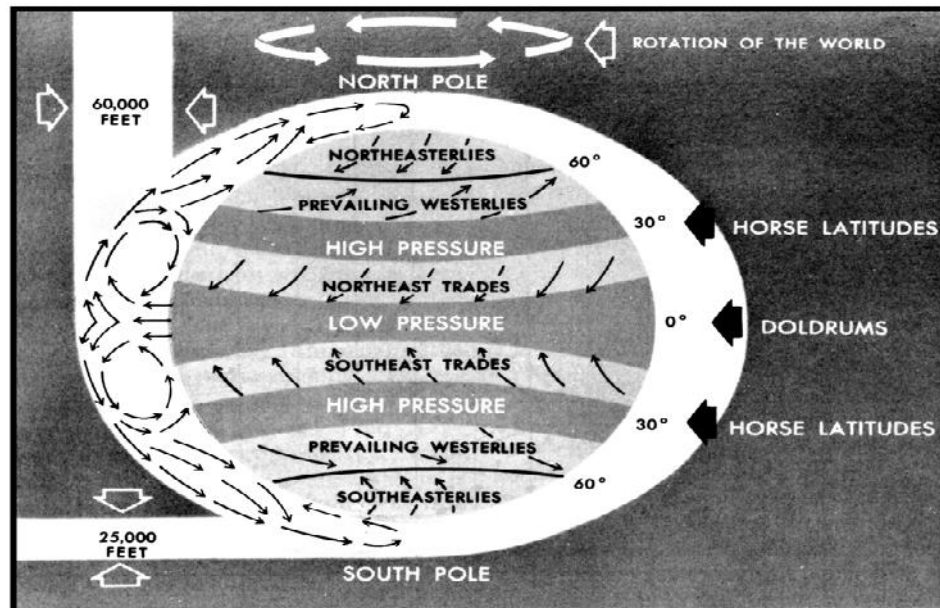 ROTATION OF THE WORLD
NORTH POLE
60,000
FEET
NORTHEASTERLIES
60°
PREVAILING WESTERLIES
30°
HORSE LATITUDES
HIGH PRESSURE
NORTHEAST TRADES
LOW PRESSURE
0°
DOLDRUMS
SOUTHEAST TRADES
HIGH PRESSURE
30°
HORSE LATITUDES
PREVAILING WESTERLIES
60°
SOUTHEASTERLIES
25,000
FEET
SOUTH POLE